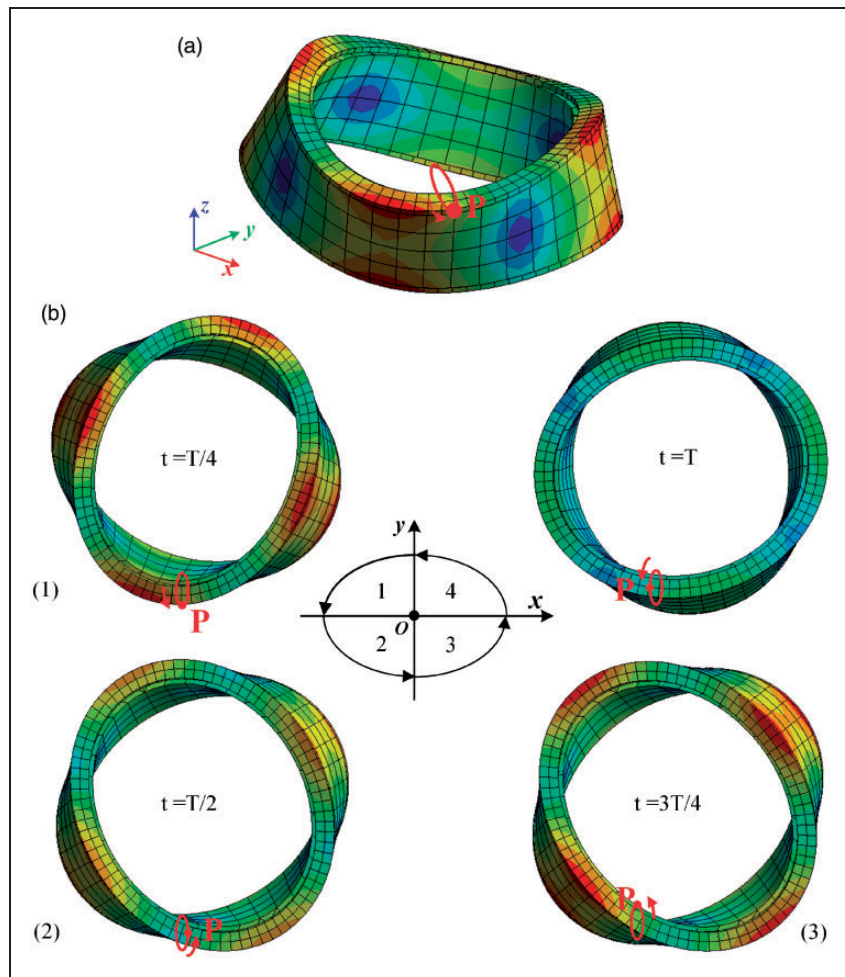 (a)
P
z
y
x
(b)
t =T/4
t =T
y
(1)
P
1
4
P
x
O
2
3
t =T/2
t =3T/4
P
P
(2)
(3)